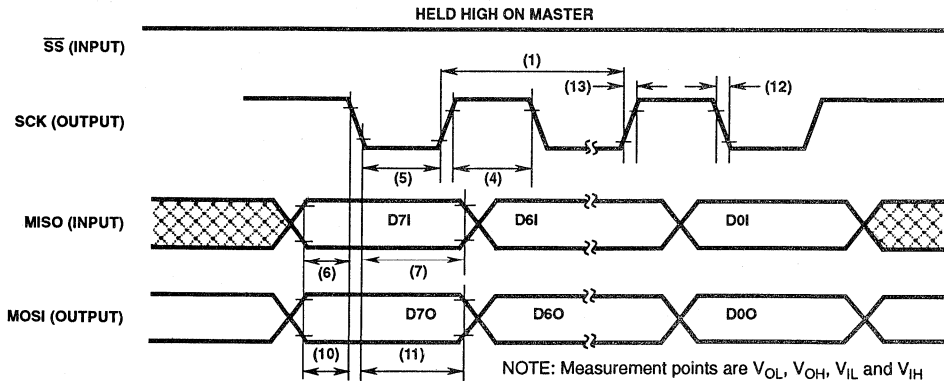 HELD HIGH ON MASTER
SS (INPUT)
(1)
(13)
(12)
SCK (OUTPUT)
(5)
(4)
MISO (INPUT)
D7I
D6I
D0I
(6)
(7)
MOSI (OUTPUT)
D7O
D6O
D0O
(10)
(11)
NOTE: Measurement points are VOL, VOH, VIL and VIH